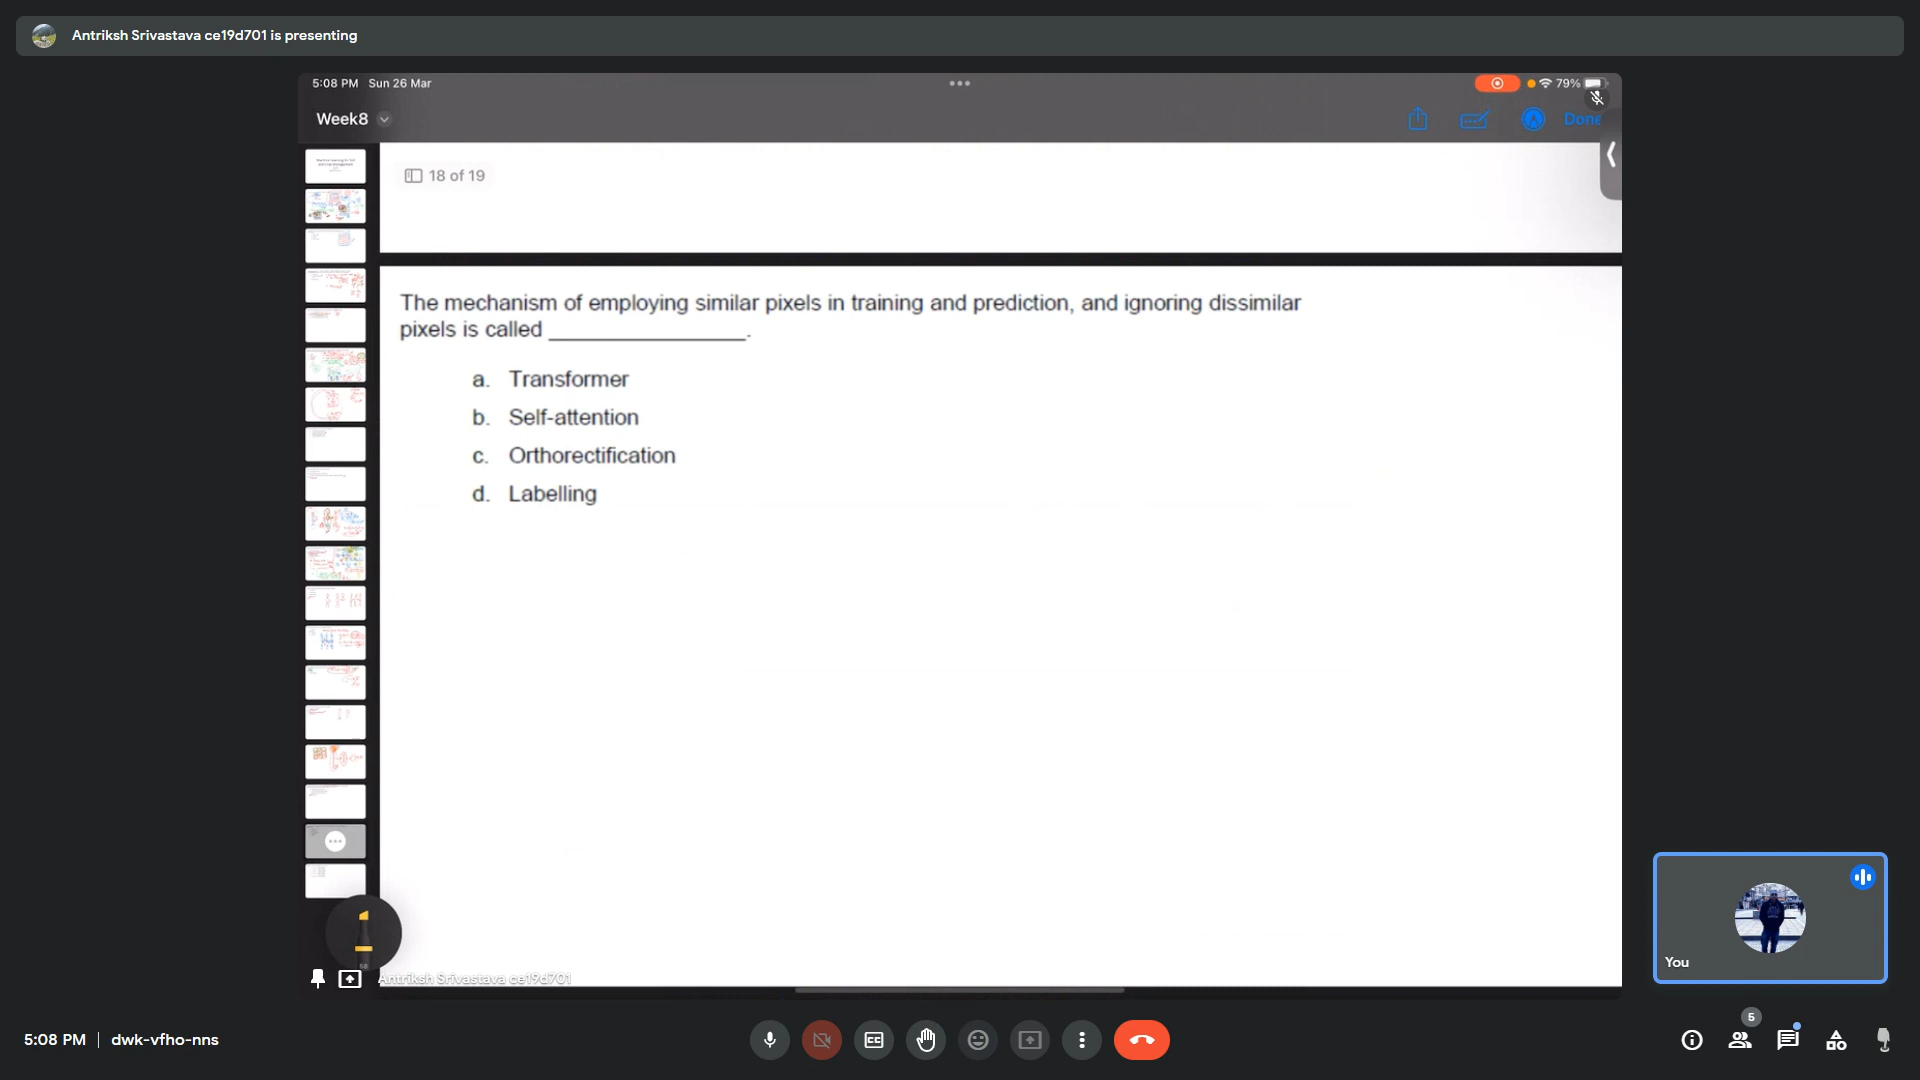 Antriksh Srivastava ce19d701 is presenting
5:08 PM Sun 26 Mar
79%
Week8
Done
18 of 19
The mechanism of employing similar pixels in training and prediction, and ignoring dissimilar
pixels is called ________________.
a. Transformer
b. Self-attention
c. Orthorectification
d. Labelling
Antriksh Srivastava ce19d701
You
5:08 PM | dwk-vfho-nns
CC
5